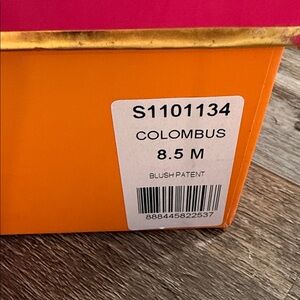 S1101134
COLOMBUS
8.5 M
BLUSH PATENT
888445822537